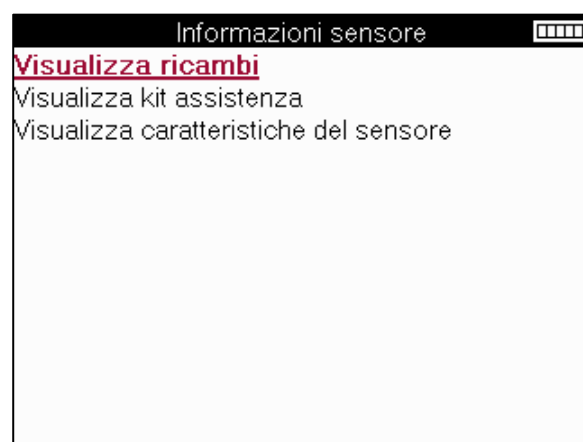 Informazioni sensore
Visualizza ricambi
Visualizza kit assistenza
Visualizza caratteristiche del sensore